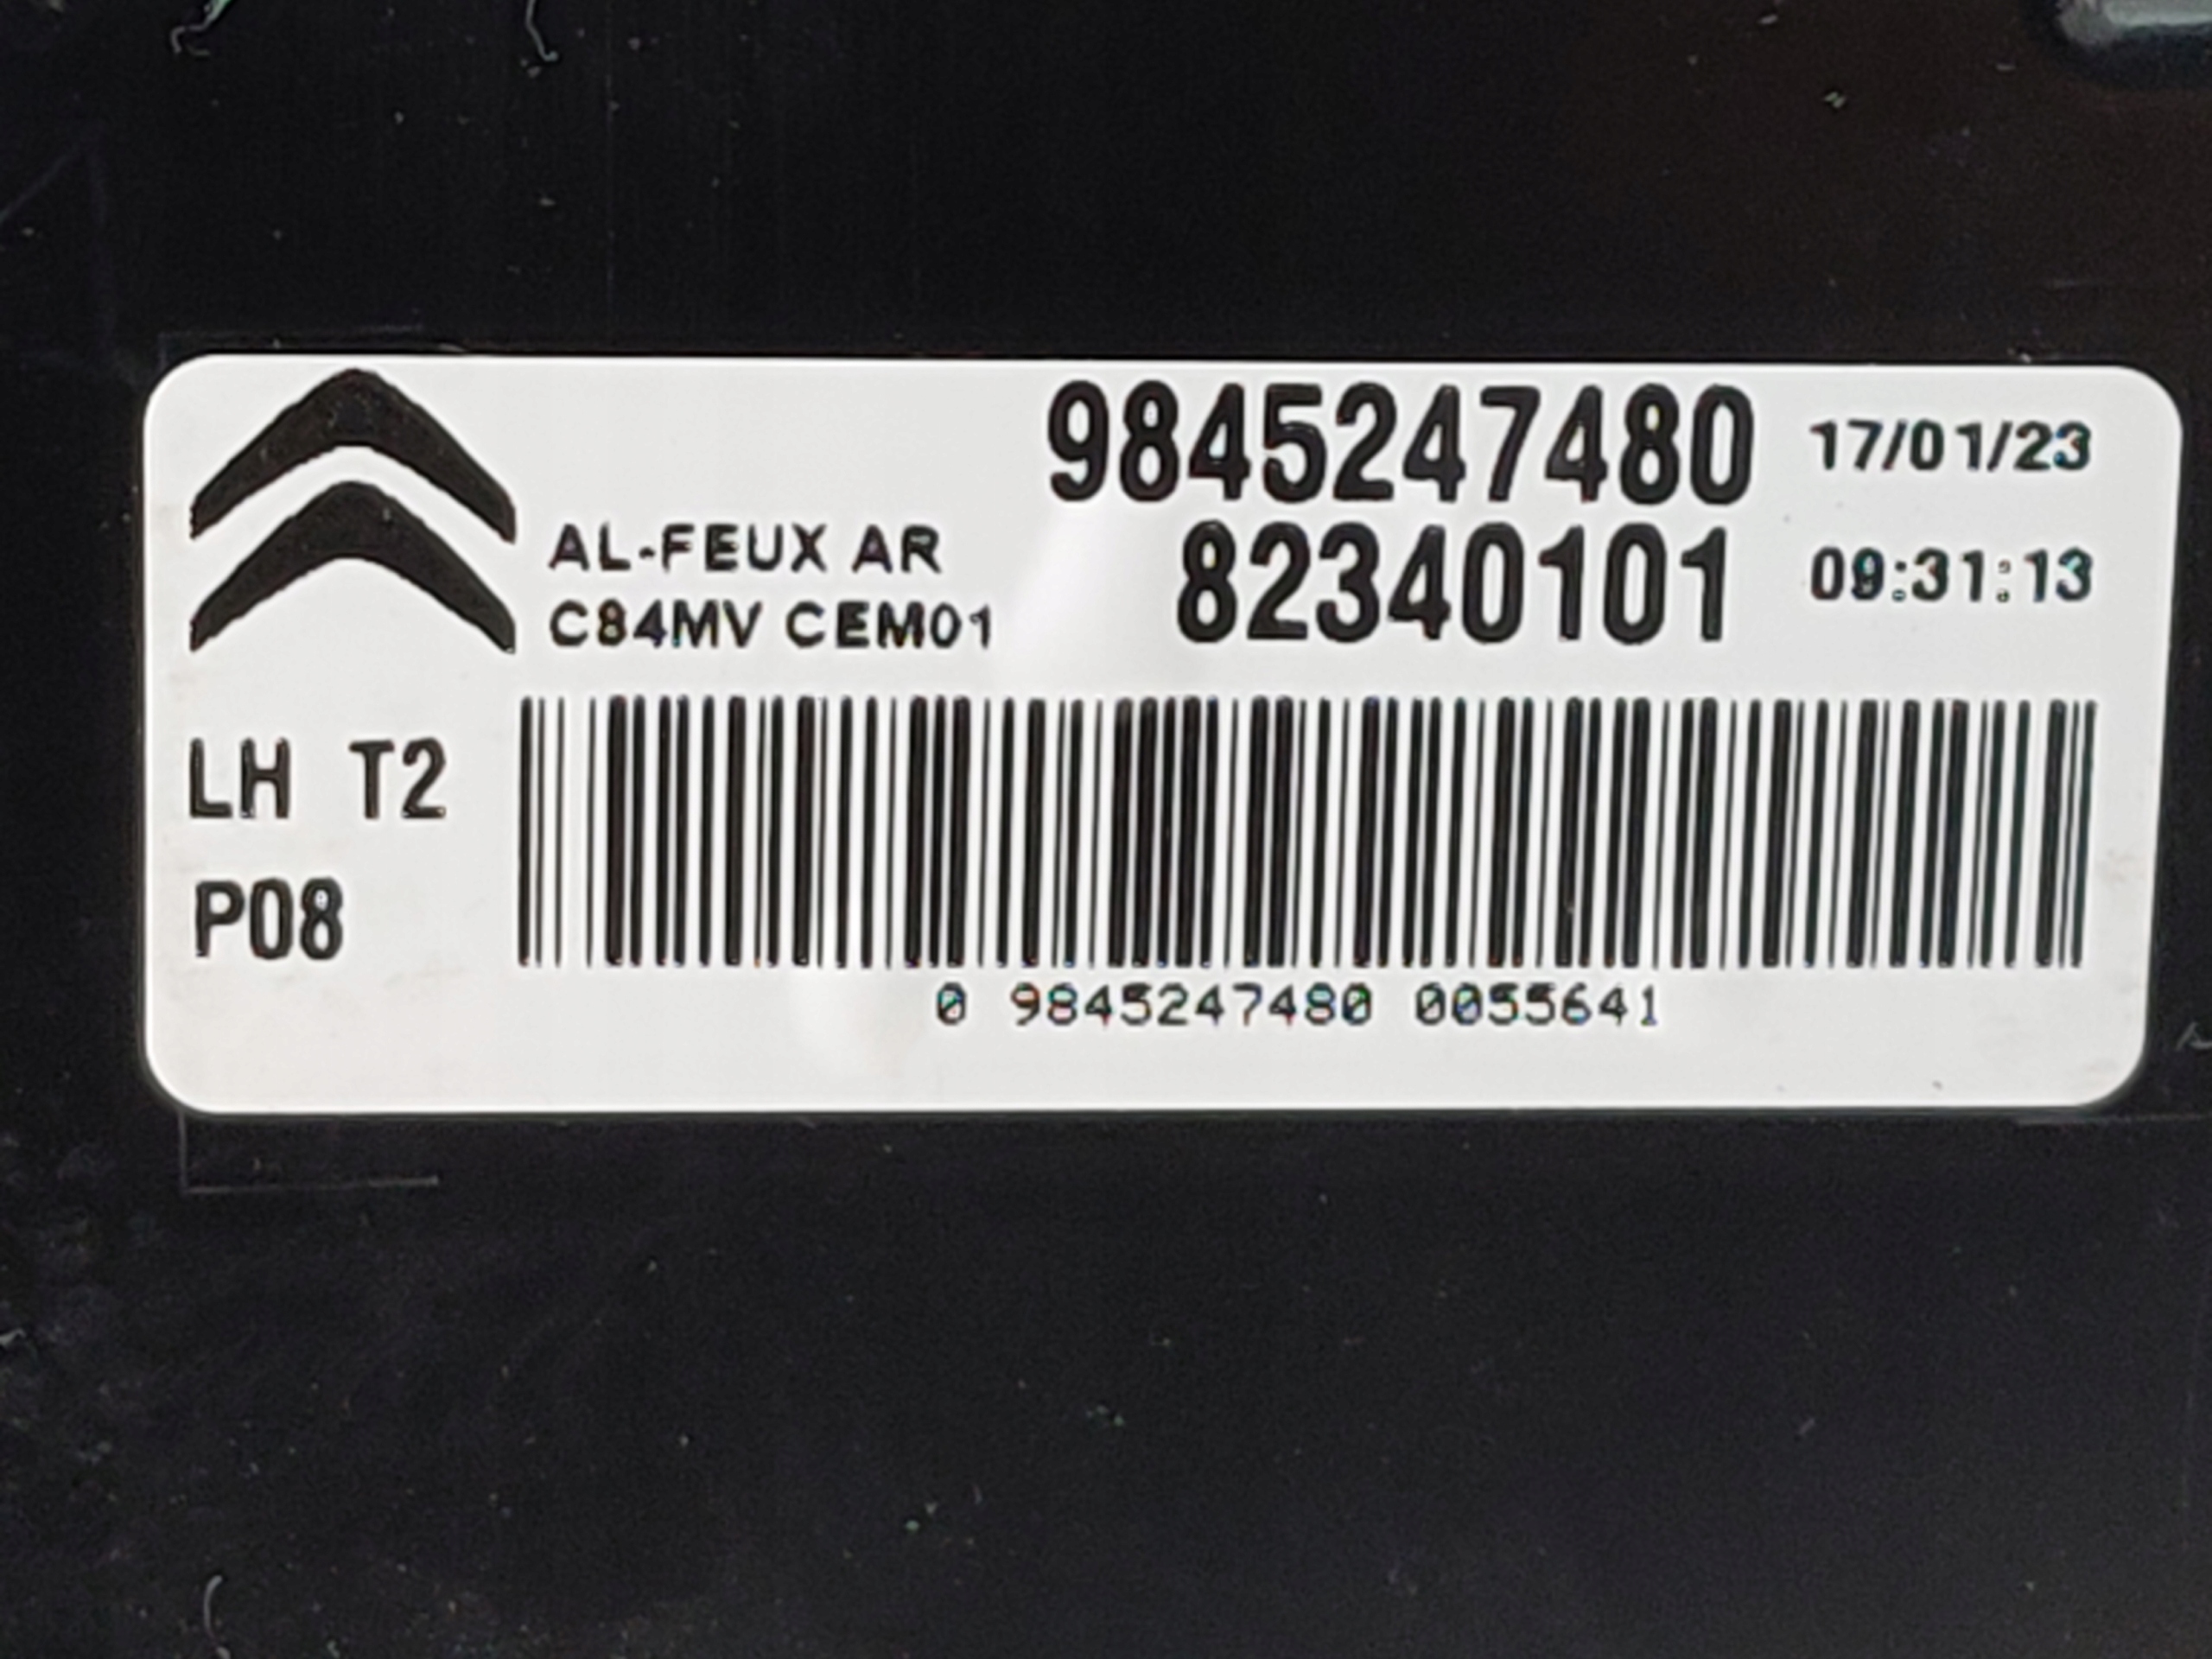 9845247480 17/01/23
AL-FEUX AR 82340101 09:31:13
C84MV CEM01
LH T2
P08
0 9845247480 0055641